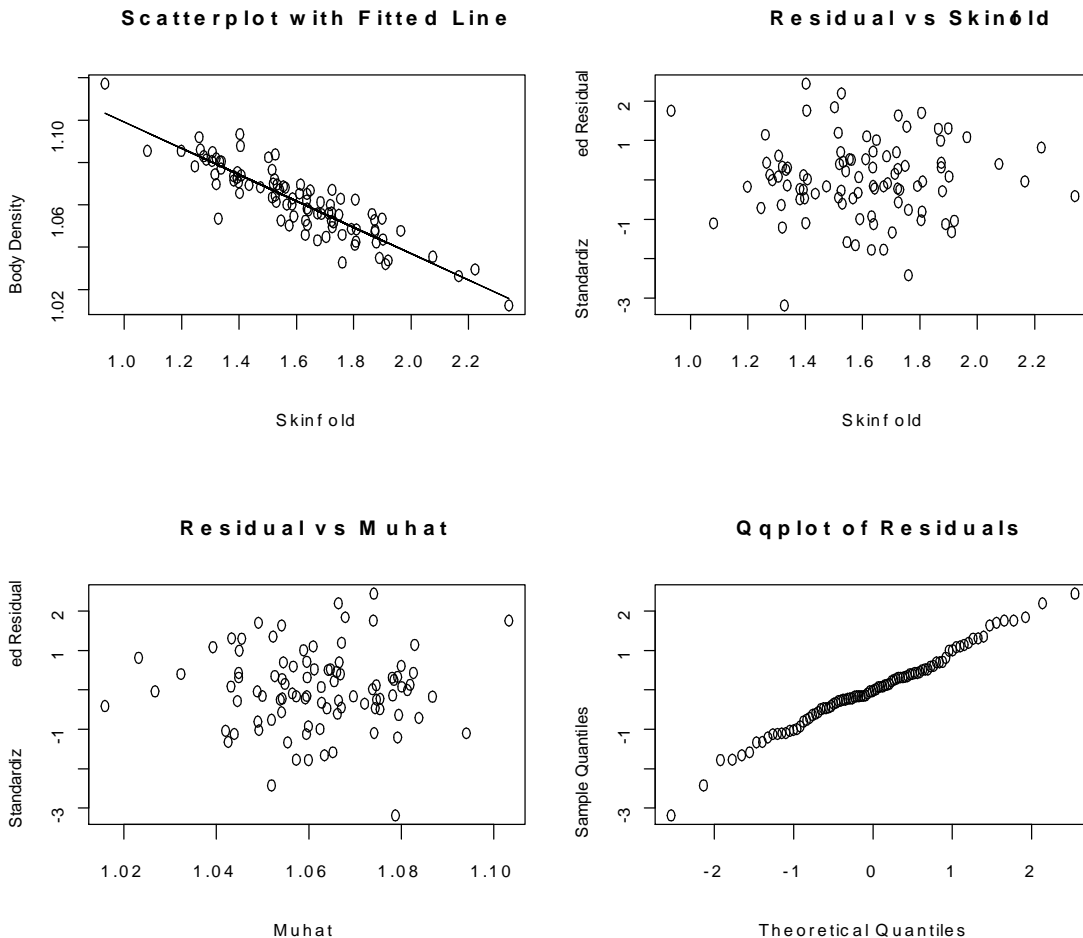 Scatterplot with Fitted Line
Body Density
1.02 1.06 1.10
1.0 1.2 1.4 1.6 1.8 2.0 2.2
Skinfold
Residual vs Skinfold
Standardiz ed Residual
-3 -1 1 2
1.0 1.2 1.4 1.6 1.8 2.0 2.2
Skinfold
Residual vs Muhat
Standardiz ed Residual
-3 -1 1 2
1.02 1.04 1.06 1.08 1.10
Muhat
Qqplot of Residuals
Sample Quantiles
-3 -1 1 2
-2 -1 0 1 2
Theoretical Quantiles